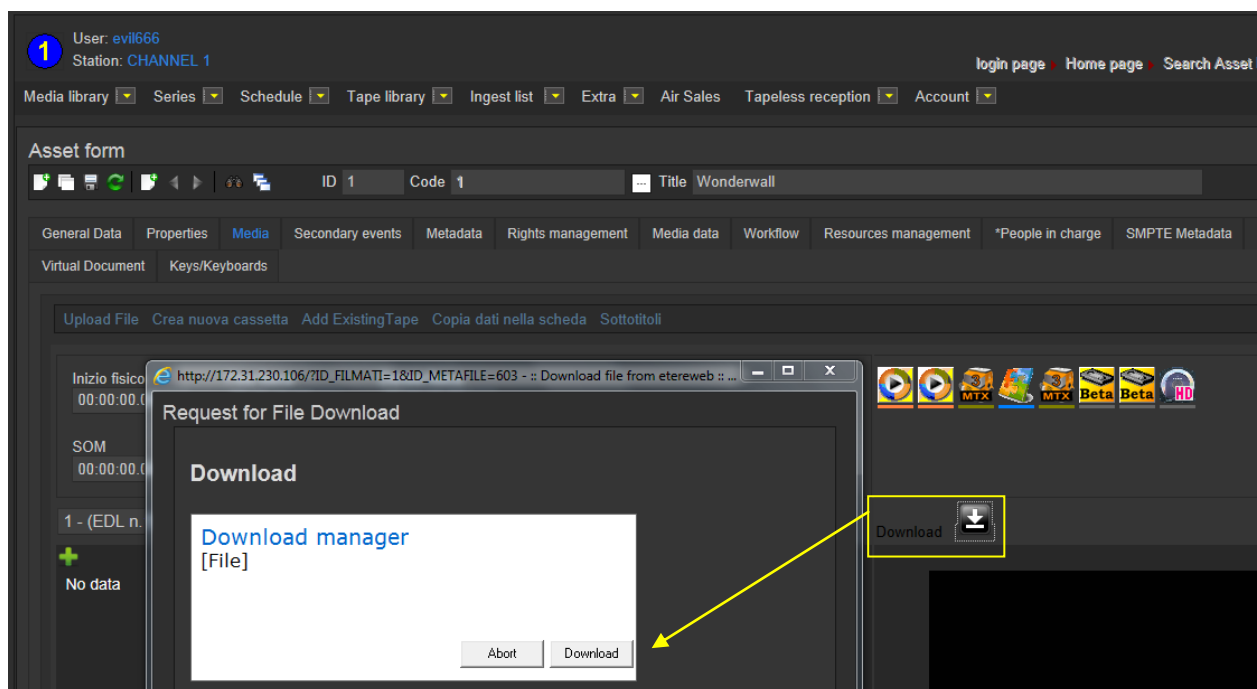 1
User: evil666
Station: CHANNEL 1
login page Home page Search Asset
Media library Series Schedule Tape library Ingest list Extra Air Sales Tapeless reception Account
Asset form
ID 1 Code 1 ... Title Wonderwall
General Data Properties Media Secondary events Metadata Rights management Media data Workflow Resources management *People in charge SMPTE Metadata
Virtual Document Keys/Keyboards
Upload File Crea nuova cassetta Add ExistingTape Copia dati nella scheda Sottotitoli
Inizio fisico
00:00:00.0
http://172.31.230.106/?ID_FILMATI=1&ID_METAFILE=603 - :: Download file from etereweb :: ...
MTX MTX Beta Beta HD
Request for File Download
SOM
00:00:00.0
Download
1 - (EDL n.
Download manager
[File]
Download
No data
Abort Download